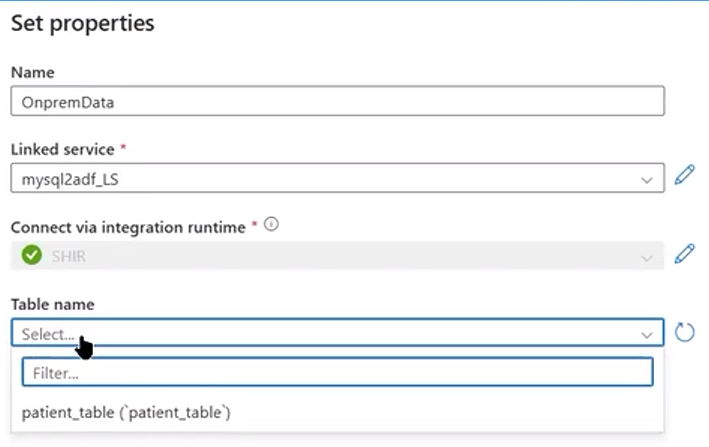 Set properties
Name
OnpremData
Linked service *
mysql2adf_LS
Connect via integration runtime *
SHIR
Table name
Select...
Filter...
patient_table (`patient_table`)